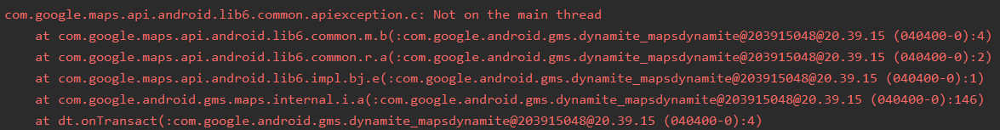 com.google.maps.api.android.lib6.common.apiexception.c: Not on the main thread
at com.google.maps.api.android.lib6.common.m.b(:com.google.android.gms.dynamite_mapsdynamite@203915048@20.39.15 (040400-0):4)
at com.google.maps.api.android.lib6.common.r.a(:com.google.android.gms.dynamite_mapsdynamite@203915048@20.39.15 (040400-0):2)
at com.google.maps.api.android.lib6.impl.bj.e(:com.google.android.gms.dynamite_mapsdynamite@203915048@20.39.15 (040400-0):1)
at com.google.android.gms.maps.internal.i.a(:com.google.android.gms.dynamite_mapsdynamite@203915048@20.39.15 (040400-0):146)
at dt.onTransact(:com.google.android.gms.dynamite_mapsdynamite@203915048@20.39.15 (040400-0):4)